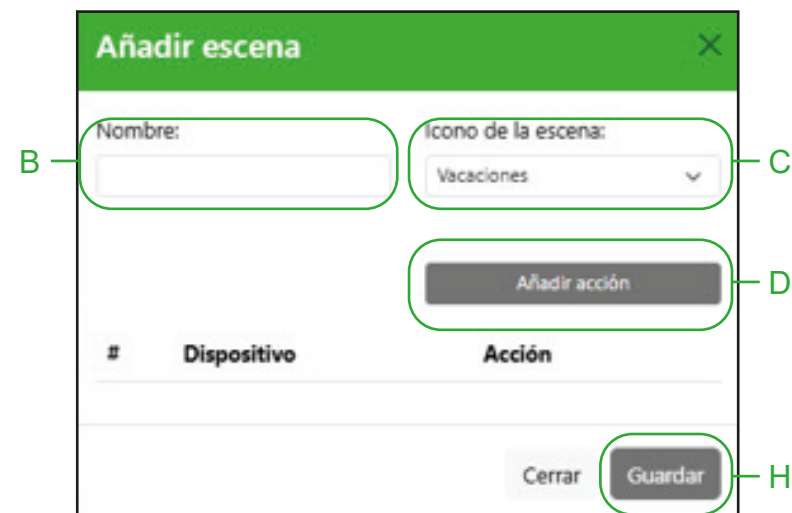 Añadir escena
Nombre:
Icono de la escena:
B
Vacaciones
C
Añadir acción
D
# Dispositivo Acción
Cerrar
Guardar
H